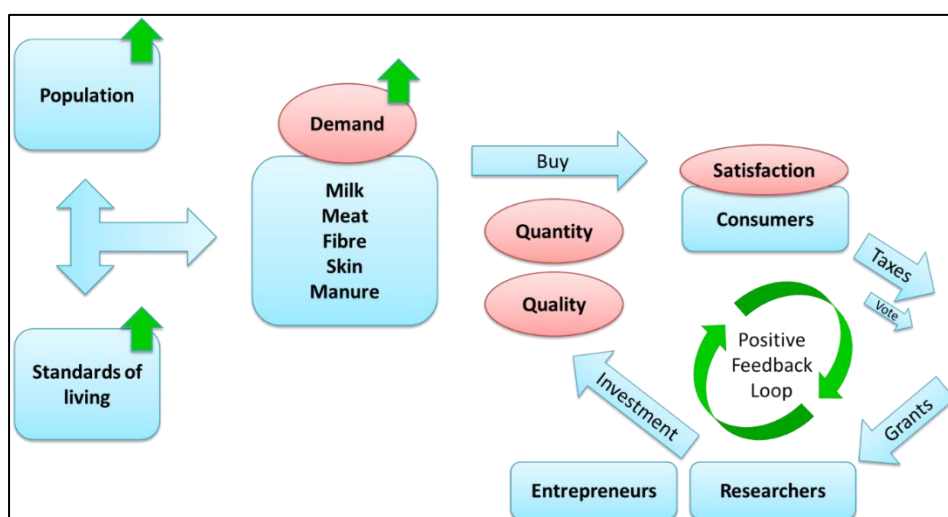 Population
Standards of
living
Demand
Milk
Meat
Fibre
Skin
Manure
Buy
Quantity
Quality
Satisfaction
Consumers
Taxes
Vote
Positive
Feedback
Loop
Grants
Investment
Entrepreneurs
Researchers